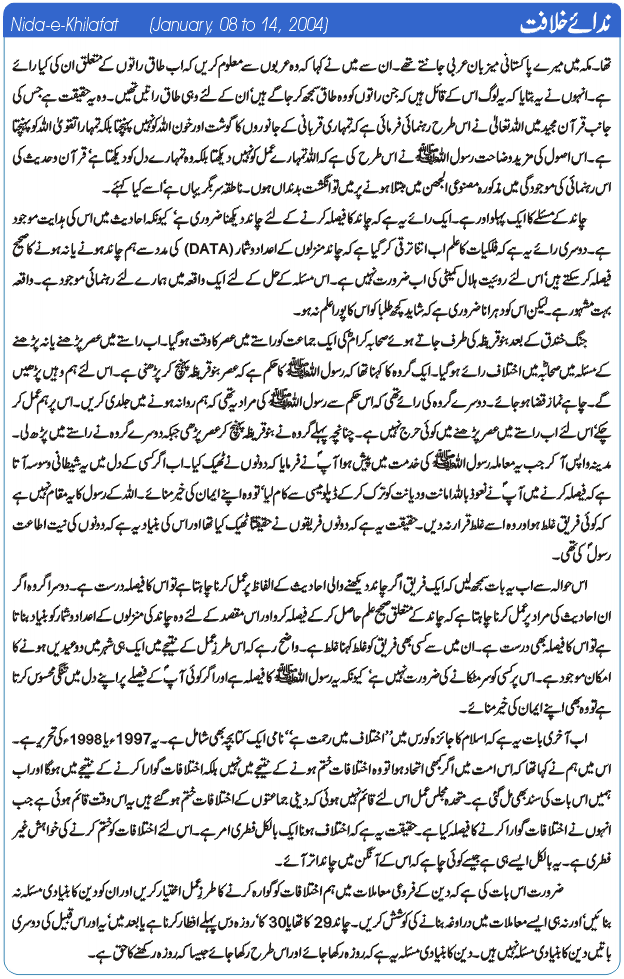 Nida-e-Khilafat (January, 08 to 14, 2004) ندائے خلافت
تھا۔ مکہ میں میرے پاکستانی میزبان عربی جانتے تھے۔ ان سے میں نے کہا کہ وہ عربوں سے معلوم کریں کہ اب طاق راتوں کے متعلق ان کی کیا رائے
ہے۔ انہوں نے یہ بتایا کہ یہ لوگ اس کے قائل ہیں کہ جن راتوں کو وہ طاق سمجھ کر جاگے ہیں' ان کے لئے وہی طاق راتیں تھیں۔ وہ یہ حقیقت ہے جس کی
جانب قرآن مجید میں اللہ تعالیٰ نے اس طرح رہنمائی فرمائی ہے کہ تمہاری قربانی کے جانوروں کا گوشت اور خون اللہ کو نہیں پہنچتا بلکہ تمہارا تقویٰ اللہ کو پہنچتا
ہے۔ اس اصول کی مزید وضاحت رسول اللہ ﷺ نے اس طرح کی ہے کہ اللہ تمہارے عمل کو نہیں دیکھتا بلکہ وہ تمہارے دل کو دیکھتا ہے' قرآن و حدیث کی
اس رہنمائی کی موجودگی میں مذکورہ مصنوعی الجھن میں مبتلا ہونے پر میں تو انگشت بدنداں ہوں۔ ناطقہ سر بگریباں ہے' اسے کیا کہئے۔
چاند کے مسئلے کا ایک پہلو اور ہے۔ ایک رائے یہ ہے کہ چاند کا فیصلہ کرنے کے لئے چاند دیکھنا ضروری ہے' کیونکہ احادیث میں اس کی ہدایت موجود
ہے۔ دوسری رائے یہ ہے کہ فلکیات کا علم اب اتنا ترقی کر گیا ہے کہ چاند منزلوں کے اعداد و شمار (DATA) کی مدد سے ہم چاند ہونے یا نہ ہونے کا صحیح
فیصلہ کر سکتے ہیں' اس لئے روئیت ہلال کمیٹی کی اب ضرورت نہیں ہے۔ اس مسئلہ کے حل کے لئے ایک واقعہ میں ہمارے لئے رہنمائی موجود ہے۔ واقعہ
بہت مشہور ہے۔ لیکن اس کو دہرانا ضروری ہے کہ شاید کچھ طلبا کو اس کا پورا علم نہ ہو۔
جنگ خندق کے بعد بنو قریظہ کی طرف جاتے ہوئے صحابہ کرامؓ کی ایک جماعت کو راستے میں عصر کا وقت ہو گیا۔ اب راستے میں عصر پڑھنے یا نہ پڑھنے
کے مسئلہ میں صحابہؓ میں اختلاف رائے ہو گیا۔ ایک گروہ کا کہنا تھا کہ رسول اللہ ﷺ کا حکم ہے کہ عصر بنو قریظہ پہنچ کر پڑھنی ہے۔ اس لئے ہم وہیں پڑھیں
گے۔ چاہے نماز قضا ہو جائے۔ دوسرے گروہ کی رائے تھی کہ اس حکم سے رسول اللہ ﷺ کی مراد یہ تھی کہ ہم روانہ ہونے میں جلدی کریں۔ اس پر ہم عمل کر
چکے' اس لئے اب راستے میں عصر پڑھنے میں کوئی حرج نہیں ہے۔ چنانچہ پہلے گروہ نے بنو قریظہ پہنچ کر عصر پڑھی جبکہ دوسرے گروہ نے راستے میں پڑھ لی۔
مدینہ واپس آ کر جب یہ معاملہ رسول اللہ ﷺ کی خدمت میں پیش ہوا آپؐ نے فرمایا کہ دونوں نے ٹھیک کیا۔ اب اگر کسی کے دل میں یہ شیطانی وسوسہ آتا
ہے کہ فیصلہ کرنے میں آپؐ نے نعوذ باللہ امانت و دیانت کو ترک کر کے ڈپلومیسی سے کام لیا' تو وہ اپنے ایمان کی خیر منائے۔ اللہ کے رسول کا یہ مقام نہیں ہے
کہ کوئی فریق غلط ہو اور وہ اسے غلط قرار نہ دیں۔ حقیقت یہ ہے کہ دونوں فریقوں نے حقیقتاً ٹھیک کیا تھا اور اس کی بنیاد یہ ہے کہ دونوں کی نیت اطاعت
رسولؐ کی تھی۔
اس حوالہ سے اب یہ بات سمجھ لیں کہ ایک فریق اگر چاند دیکھنے والی احادیث کے الفاظ پر عمل کرنا چاہتا ہے تو اس کا فیصلہ درست ہے۔ دوسرا گروہ اگر
ان احادیث کی مراد پر عمل کرنا چاہتا ہے کہ چاند کے متعلق صحیح علم حاصل کر کے فیصلہ کرو اور اس مقصد کے لئے وہ چاند کی منزلوں کے اعداد و شمار کو بنیاد بناتا
ہے تو اس کا فیصلہ بھی درست ہے۔ ان میں سے کسی بھی فریق کو غلط کہنا غلط ہے۔ واضح رہے کہ اس طرزِ عمل کے نتیجے میں ایک ہی شہر میں دو عیدیں ہونے کا
امکان موجود ہے۔ اس پر کسی کو سر مٹکانے کی ضرورت نہیں ہے' کیونکہ یہ رسول اللہ ﷺ کا فیصلہ ہے اور اگر کوئی آپؐ کے فیصلے پر اپنے دل میں تنگی محسوس کرتا
ہے تو وہ بھی اپنے ایمان کی خیر منائے۔
اب آخری بات یہ ہے کہ اسلام کا جائزہ کورس میں ''اختلاف میں رحمت ہے'' نامی ایک کتابچہ بھی شامل ہے۔ یہ 1997ء یا 1998ء کی تحریر ہے۔
اس میں ہم نے کہا تھا کہ اس امت میں اگر کبھی اتحاد ہوا تو وہ اختلافات ختم ہونے کے نتیجے میں نہیں بلکہ اختلافات گوارا کرنے کے نتیجے میں ہوگا اور اب
ہمیں اس بات کی سند بھی مل گئی ہے۔ متحدہ مجلس عمل اس لئے قائم نہیں ہوئی کہ دینی جماعتوں کے اختلافات ختم ہو گئے ہیں یہ اس وقت قائم ہوئی ہے جب
انہوں نے اختلافات گوارا کرنے کا فیصلہ کیا ہے۔ حقیقت یہ ہے کہ اختلاف ہونا ایک بالکل فطری امر ہے۔ اس لئے اختلافات کو ختم کرنے کی خواہش غیر
فطری ہے۔ یہ بالکل ایسے ہی ہے جیسے کوئی چاہے کہ اس کے آنگن میں چاند اتر آئے۔
ضرورت اس بات کی ہے کہ دین کے فروعی معاملات میں ہم اختلافات کو گوارہ کرنے کا طرزِ عمل اختیار کریں اور ان کو دین کا بنیادی مسئلہ نہ
بنائیں' اور نہ ہی ایسے معاملات میں دراوغہ بنانے کی کوشش کریں۔ چاند 29 کا تھا یا 30 کا' روزہ دس پہلے افطار کرنا ہے یا بعد میں' یہ اور اس قبیل کی دوسری
باتیں دین کا بنیادی مسئلہ نہیں ہیں۔ دین کا بنیادی مسئلہ یہ ہے کہ روزہ رکھا جائے اور اس طرح رکھا جائے جیسا کہ روزہ رکھنے کا حق ہے۔